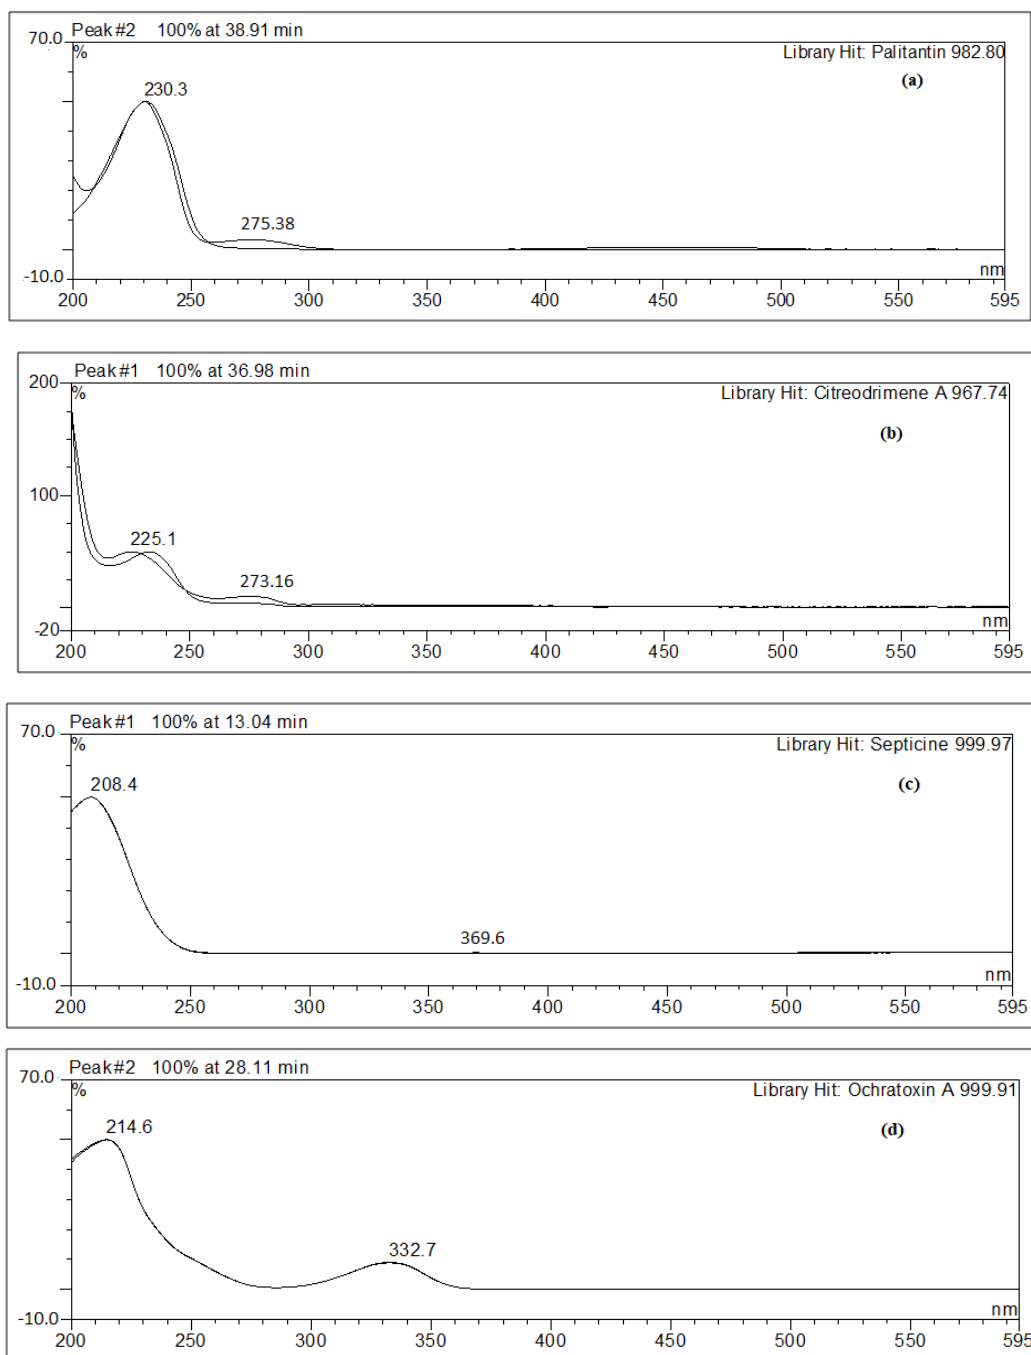 Peak#2 100% at 38.91 min
70.0
%
Library Hit: Palitantin 982.80
(a)
230.3
275.38
-10.0
nm
200 250 300 350 400 450 500 550 595
Peak#1 100% at 36.98 min
200
%
Library Hit: Citreodrimene A 967.74
(b)
100
225.1
273.16
-20
nm
200 250 300 350 400 450 500 550 595
Peak#1 100% at 13.04 min
70.0
%
Library Hit: Septicine 999.97
(c)
208.4
369.6
-10.0
nm
200 250 300 350 400 450 500 550 595
Peak#2 100% at 28.11 min
70.0
%
Library Hit: Ochratoxin A 999.91
(d)
214.6
332.7
-10.0
nm
200 250 300 350 400 450 500 550 595